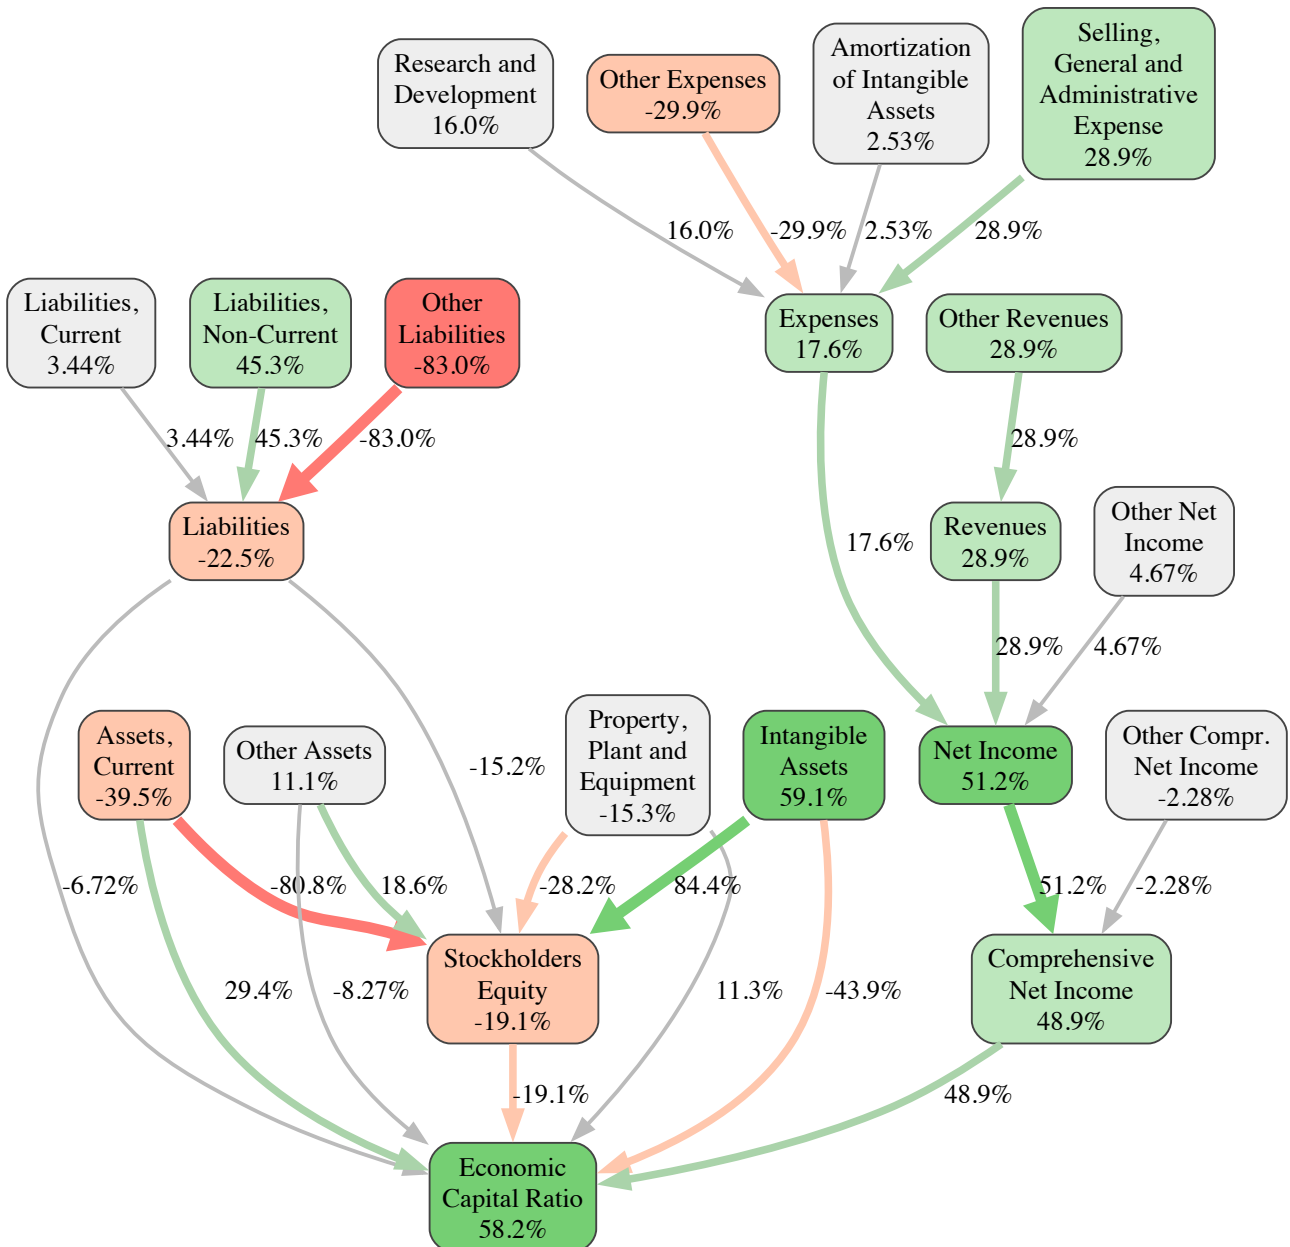 Research and
Development
16.0%
Other Expenses
-29.9%
Amortization
of Intangible
Assets
2.53%
Selling,
General and
Administrative
Expense
28.9%
16.0%
-29.9%
2.53%
28.9%
Liabilities,
Current
3.44%
Liabilities,
Non-Current
45.3%
Other
Liabilities
-83.0%
Expenses
17.6%
Other Revenues
28.9%
3.44%
45.3%
-83.0%
28.9%
Liabilities
-22.5%
17.6%
Revenues
28.9%
Other Net
Income
4.67%
28.9%
4.67%
Assets,
Current
-39.5%
Other Assets
11.1%
-15.2%
Property,
Plant and
Equipment
-15.3%
Intangible
Assets
59.1%
Net Income
51.2%
Other Compr.
Net Income
-2.28%
-6.72%
-80.8%
18.6%
-28.2%
84.4%
51.2%
-2.28%
29.4%
-8.27%
Stockholders
Equity
-19.1%
11.3%
-43.9%
Comprehensive
Net Income
48.9%
-19.1%
48.9%
Economic
Capital Ratio
58.2%